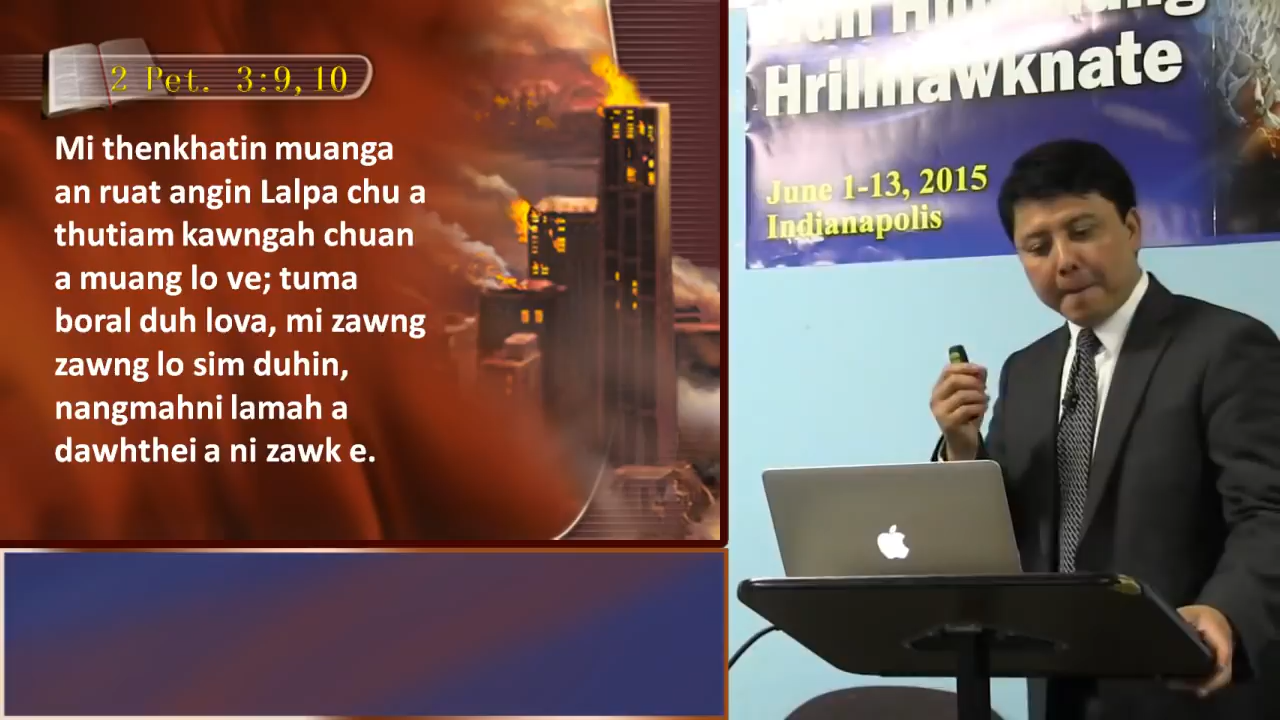 2 Pet. 3:9,10
Mi thenkhatin muanga
an ruat angin Lalpa chu a
thutiam kawngah chuan
a muang lo ve; tuma
boral duh lova, mi zawng
zawng lo sim duhin,
nangmahni lamah a
dawhthei a ni zawk e.
Hrilhlawknate
June 1-13, 2015
Indianapolis